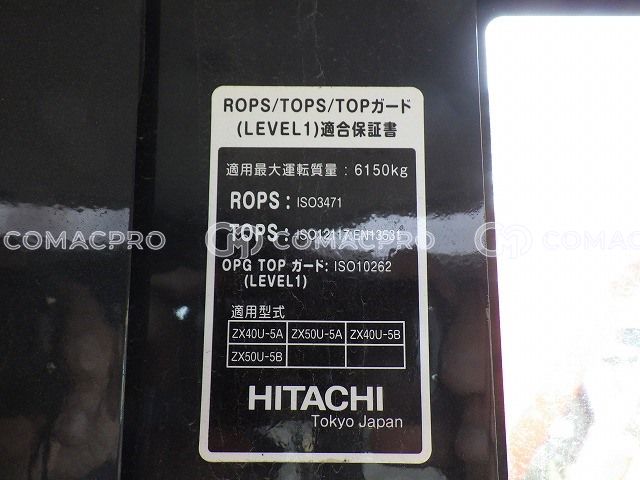 ROPS/TOPS/TOPガード
(LEVEL1)適合保証書
適用最大運転質量：6150kg
ROPS：ISO3471
TOPS：ISO12117,EN13531
COMACPRO COMACPRO
OPG TOP ガード：ISO10262
(LEVEL1)
適用型式
ZX40U-5A ZX50U-5A ZX40U-5B
ZX50U-5B
HITACHI
Tokyo Japan